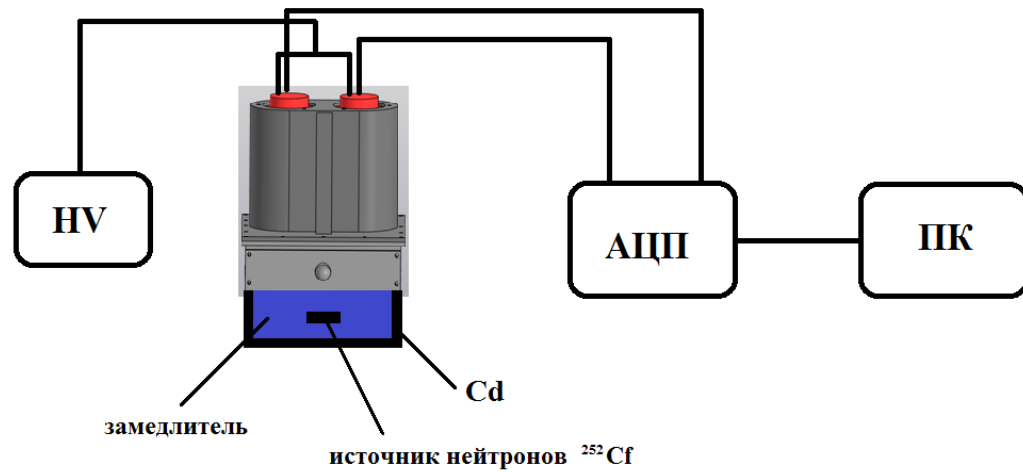 HV
АЦП
ПК
Cd
замедлитель
источник нейтронов ²⁵²Cf